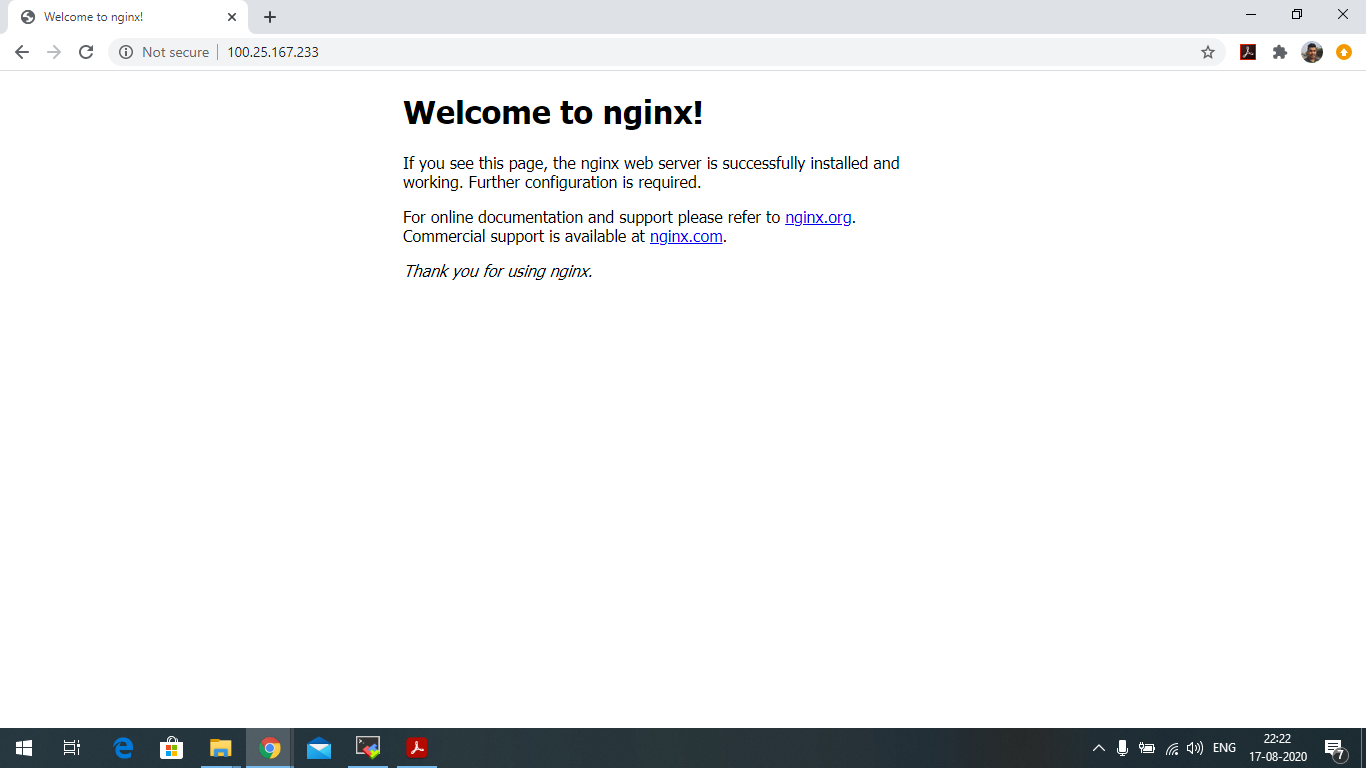 Welcome to nginx!
Not secure
100.25.167.233
Welcome to nginx!
If you see this page, the nginx web server is successfully installed and
working. Further configuration is required.
For online documentation and support please refer to nginx.org.
Commercial support is available at nginx.com.
Thank you for using nginx.
ENG
22:22
17-08-2020
7